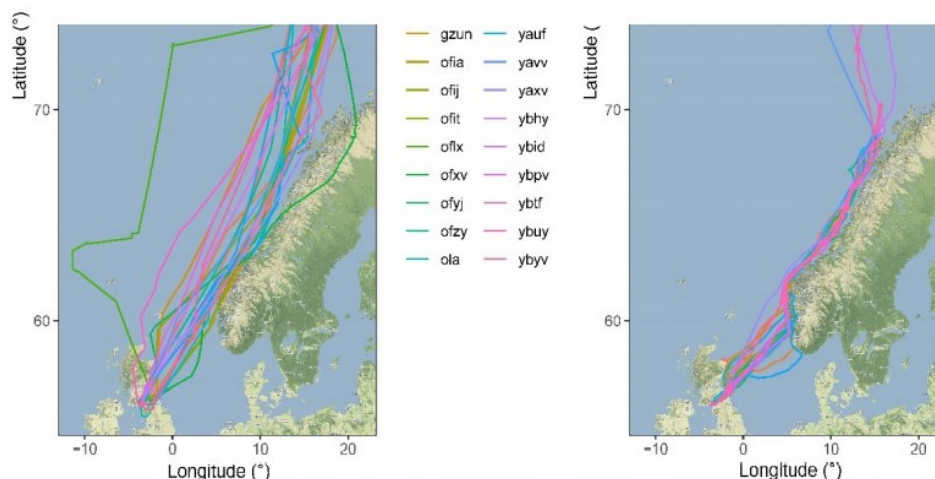 Latitude (°)
70
60
−10
0
10
20
Longitude (°)
gzun
ofia
ofij
ofit
oflx
ofxv
ofyj
ofzy
ola
yauf
yavv
yaxv
ybhy
ybid
ybpv
ybtf
ybuy
ybyv
Latitude (
70
60
−10
0
10
20
Longitude (°)